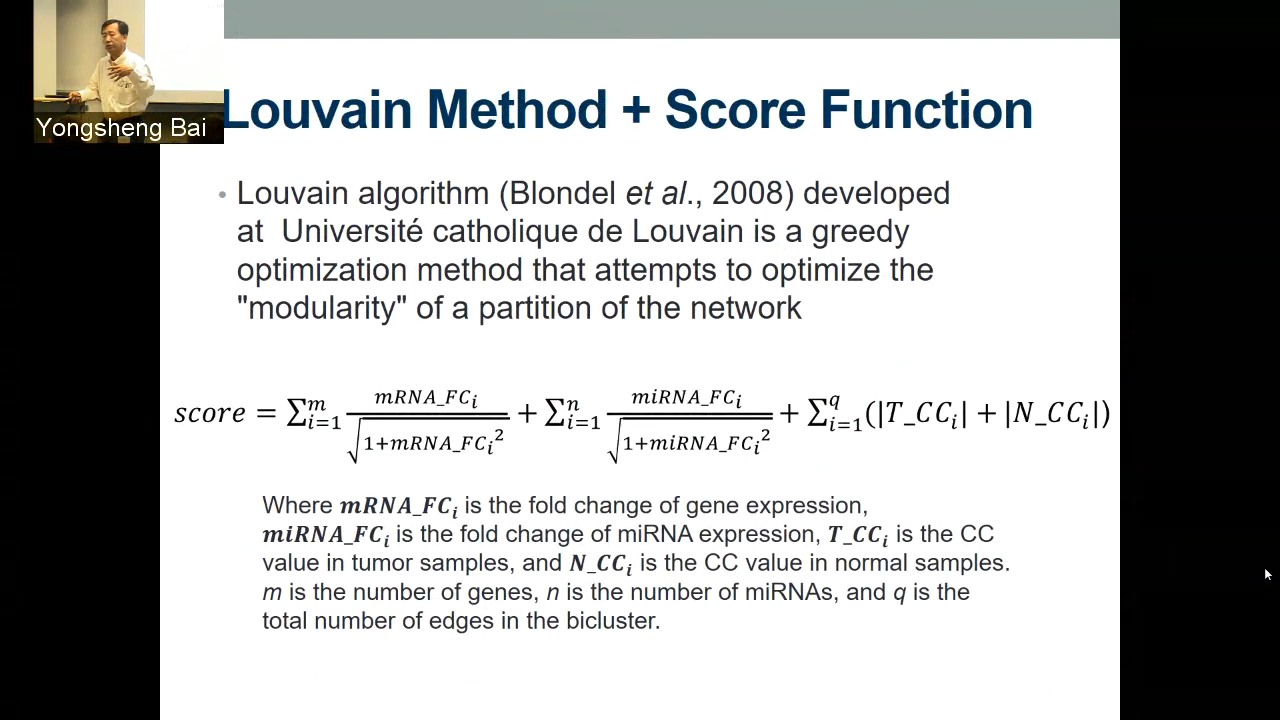 Yongsheng Bai
Louvain Method + Score Function
• Louvain algorithm (Blondel et al., 2008) developed
at Université catholique de Louvain is a greedy
optimization method that attempts to optimize the
"modularity" of a partition of the network
score = ∑_{i=1}^{m} mRNA_FC_i / √(1+mRNA_FC_i^2) + ∑_{i=1}^{n} miRNA_FC_i / √(1+miRNA_FC_i^2) + ∑_{i=1}^{q} (|T_CC_i| + |N_CC_i|)
Where mRNA_FC_i is the fold change of gene expression,
miRNA_FC_i is the fold change of miRNA expression, T_CC_i is the CC
value in tumor samples, and N_CC_i is the CC value in normal samples.
m is the number of genes, n is the number of miRNAs, and q is the
total number of edges in the bicluster.